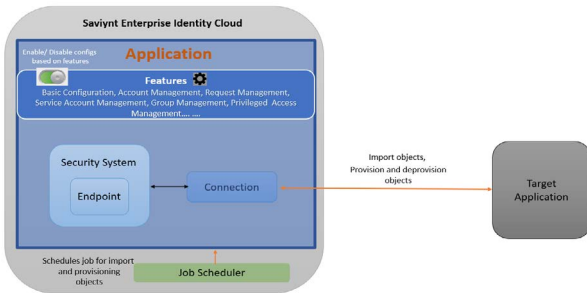 Saviynt Enterprise Identity Cloud
Enable/ Disable configs
based on features
Application
Features
Basic Configuration, Account Management, Request Management,
Service Account Management, Group Management, Privileged Access
Management.... ....
Security System
Endpoint
Connection
Import objects,
Provision and deprovision
objects
Target
Application
Schedules job for import
and provisioning
objects
Job Scheduler